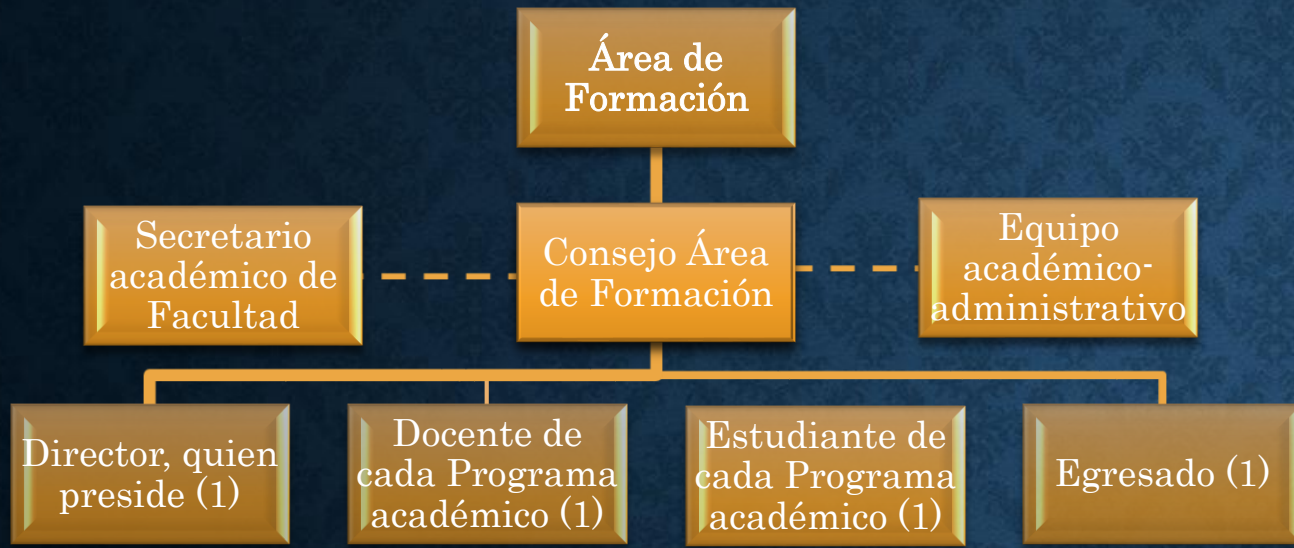 Área de
Formación
Secretario
académico de
Facultad
Consejo Área
de Formación
Equipo
académico-
administrativo
Director, quien
preside (1)
Docente de
cada Programa
académico (1)
Estudiante de
cada Programa
académico (1)
Egresado (1)